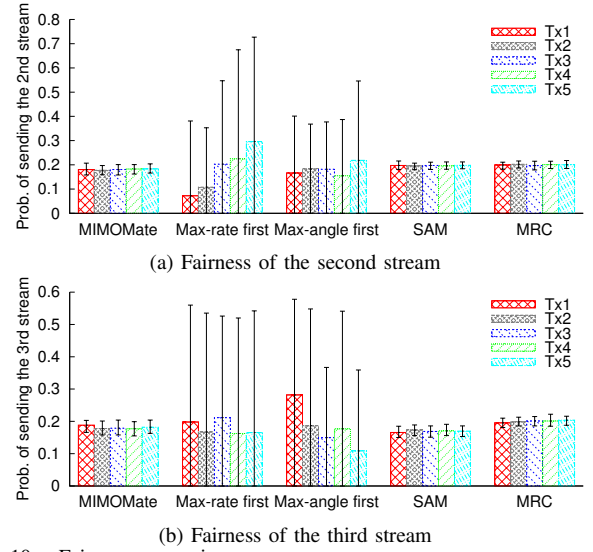 Prob. of sending the 2nd stream
0.8
0.7
0.6
0.5
0.4
0.3
0.2
0.1
0
Tx1
Tx2
Tx3
Tx4
Tx5
MIMOMate Max-rate first Max-angle first SAM MRC
(a) Fairness of the second stream
Prob. of sending the 3rd stream
0.6
0.5
0.4
0.3
0.2
0.1
0
Tx1
Tx2
Tx3
Tx4
Tx5
MIMOMate Max-rate first Max-angle first SAM MRC
(b) Fairness of the third stream